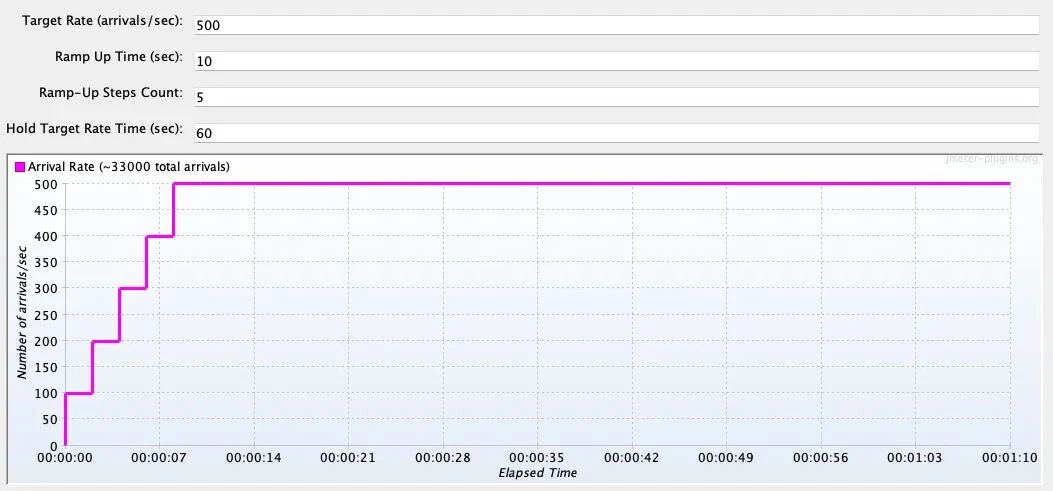 Target Rate (arrivals/sec): 500
Ramp Up Time (sec): 10
Ramp-Up Steps Count: 5
Hold Target Rate Time (sec): 60
Arrival Rate (~33000 total arrivals)
jmeter-plugins.org
500
450
400
350
300
250
200
150
100
50
0
Number of arrivals/sec
00:00:00 00:00:07 00:00:14 00:00:21 00:00:28 00:00:35 00:00:42 00:00:49 00:00:56 00:01:03 00:01:10
Elapsed Time